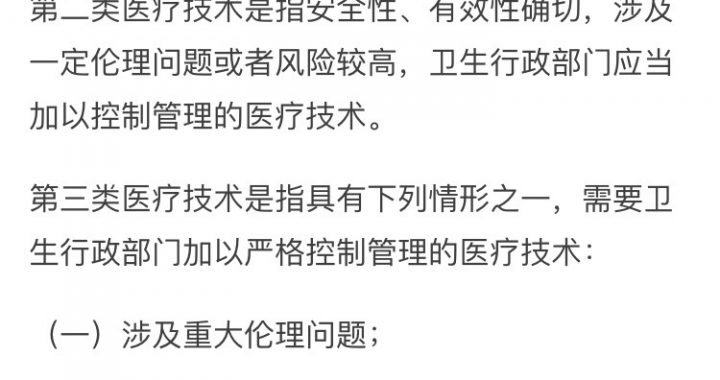 第二类医疗技术是指安全性、有效性确切，涉及
一定伦理问题或者风险较高，卫生行政部门应当
加以控制管理的医疗技术。
第三类医疗技术是指具有下列情形之一，需要卫
生行政部门加以严格控制管理的医疗技术：
（一）涉及重大伦理问题；